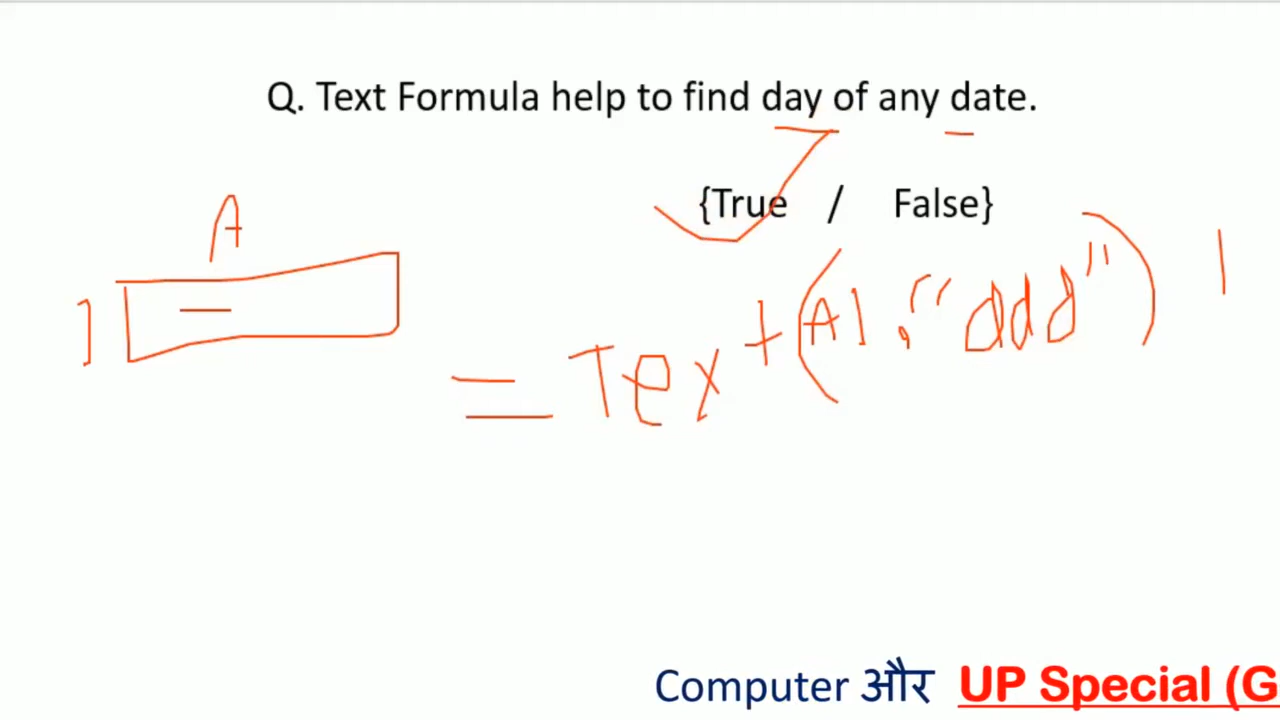 Q. Text Formula help to find day of any date.
{True / False}
A
1
= Text(A1,"ddd")
Computer और UP Special (G